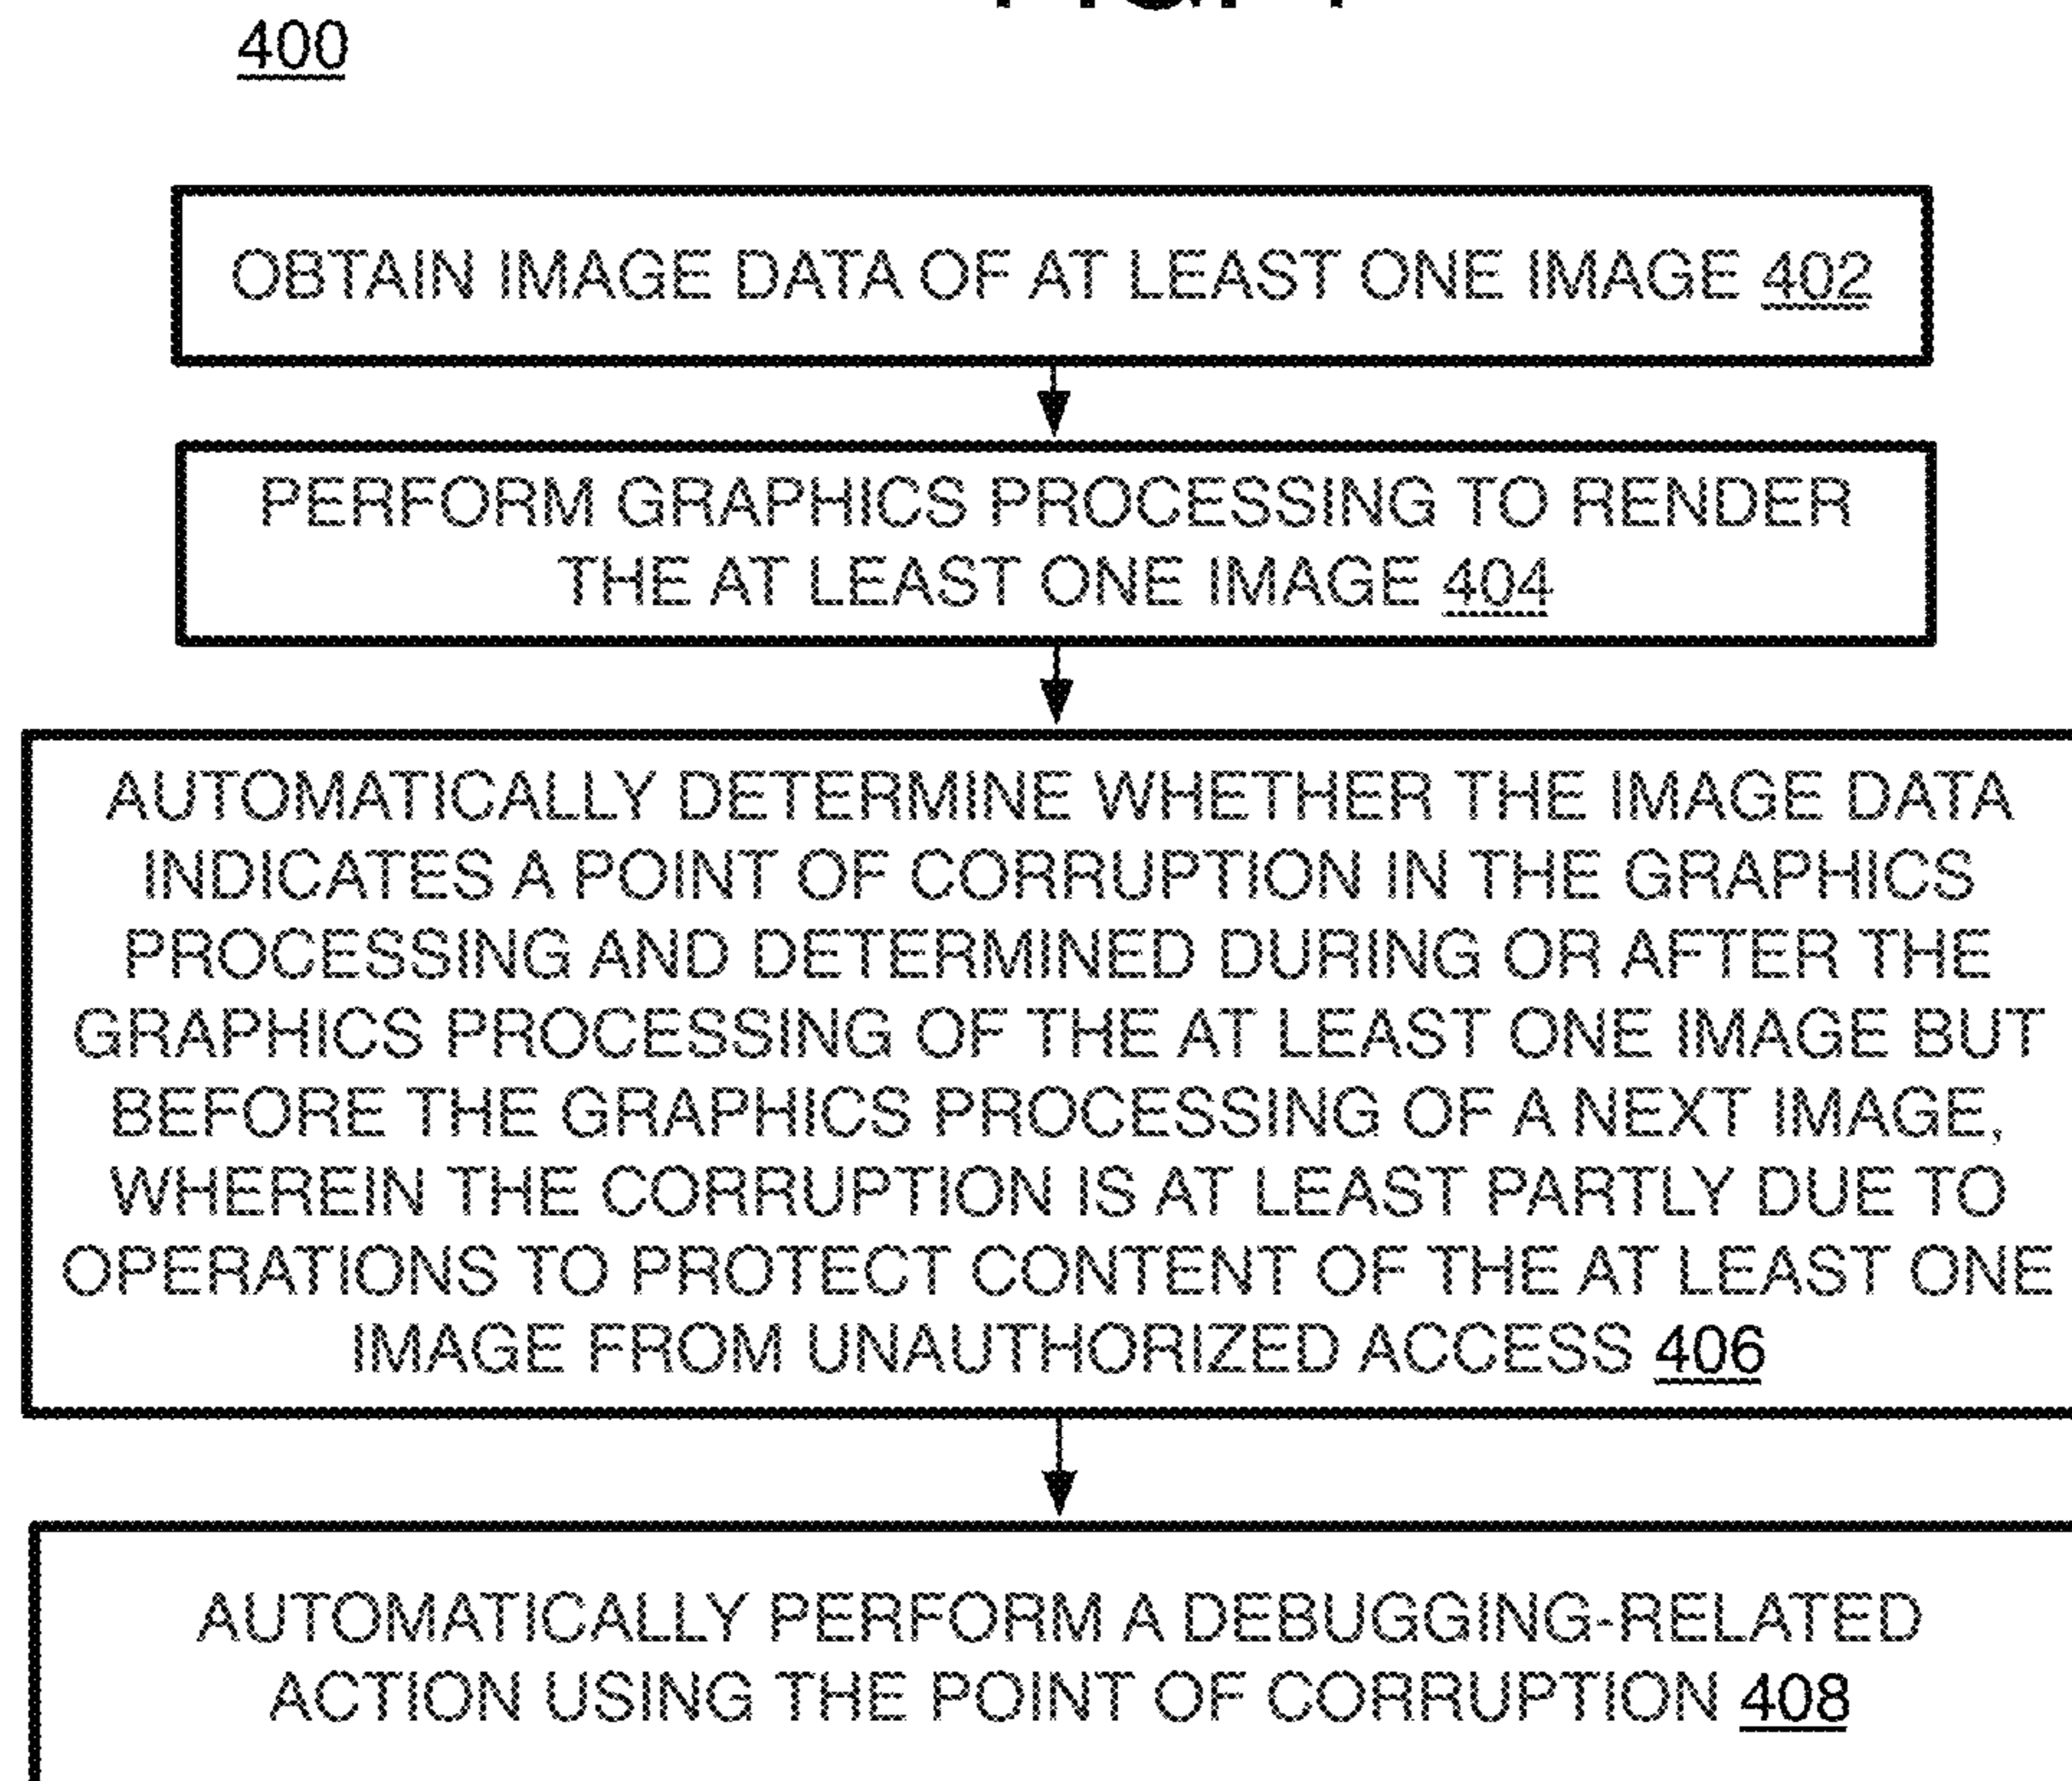 400
OBTAIN IMAGE DATA OF AT LEAST ONE IMAGE 402
PERFORM GRAPHICS PROCESSING TO RENDER
THE AT LEAST ONE IMAGE 404
AUTOMATICALLY DETERMINE WHETHER THE IMAGE DATA
INDICATES A POINT OF CORRUPTION IN THE GRAPHICS
PROCESSING AND DETERMINED DURING OR AFTER THE
GRAPHICS PROCESSING OF THE AT LEAST ONE IMAGE BUT
BEFORE THE GRAPHICS PROCESSING OF A NEXT IMAGE,
WHEREIN THE CORRUPTION IS AT LEAST PARTLY DUE TO
OPERATIONS TO PROTECT CONTENT OF THE AT LEAST ONE
IMAGE FROM UNAUTHORIZED ACCESS 406
AUTOMATICALLY PERFORM A DEBUGGING-RELATED
ACTION USING THE POINT OF CORRUPTION 408